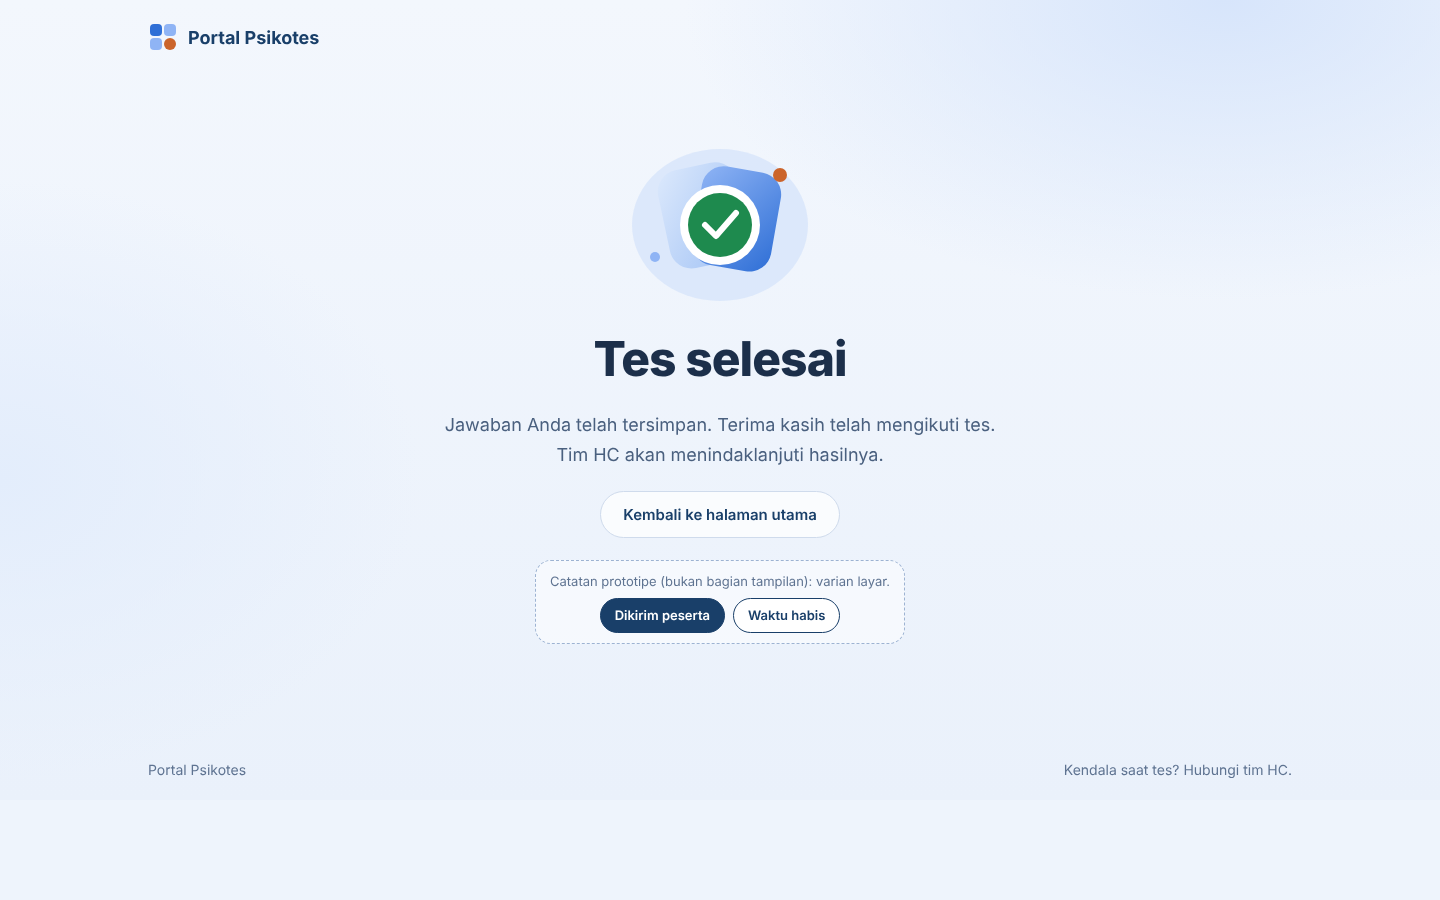 Portal Psikotes
Tes selesai
Jawaban Anda telah tersimpan. Terima kasih telah mengikuti tes.
Tim HC akan menindaklanjuti hasilnya.
Kembali ke halaman utama
Catatan prototipe (bukan bagian tampilan): varian layar.
Dikirim peserta
Waktu habis
Portal Psikotes
Kendala saat tes? Hubungi tim HC.